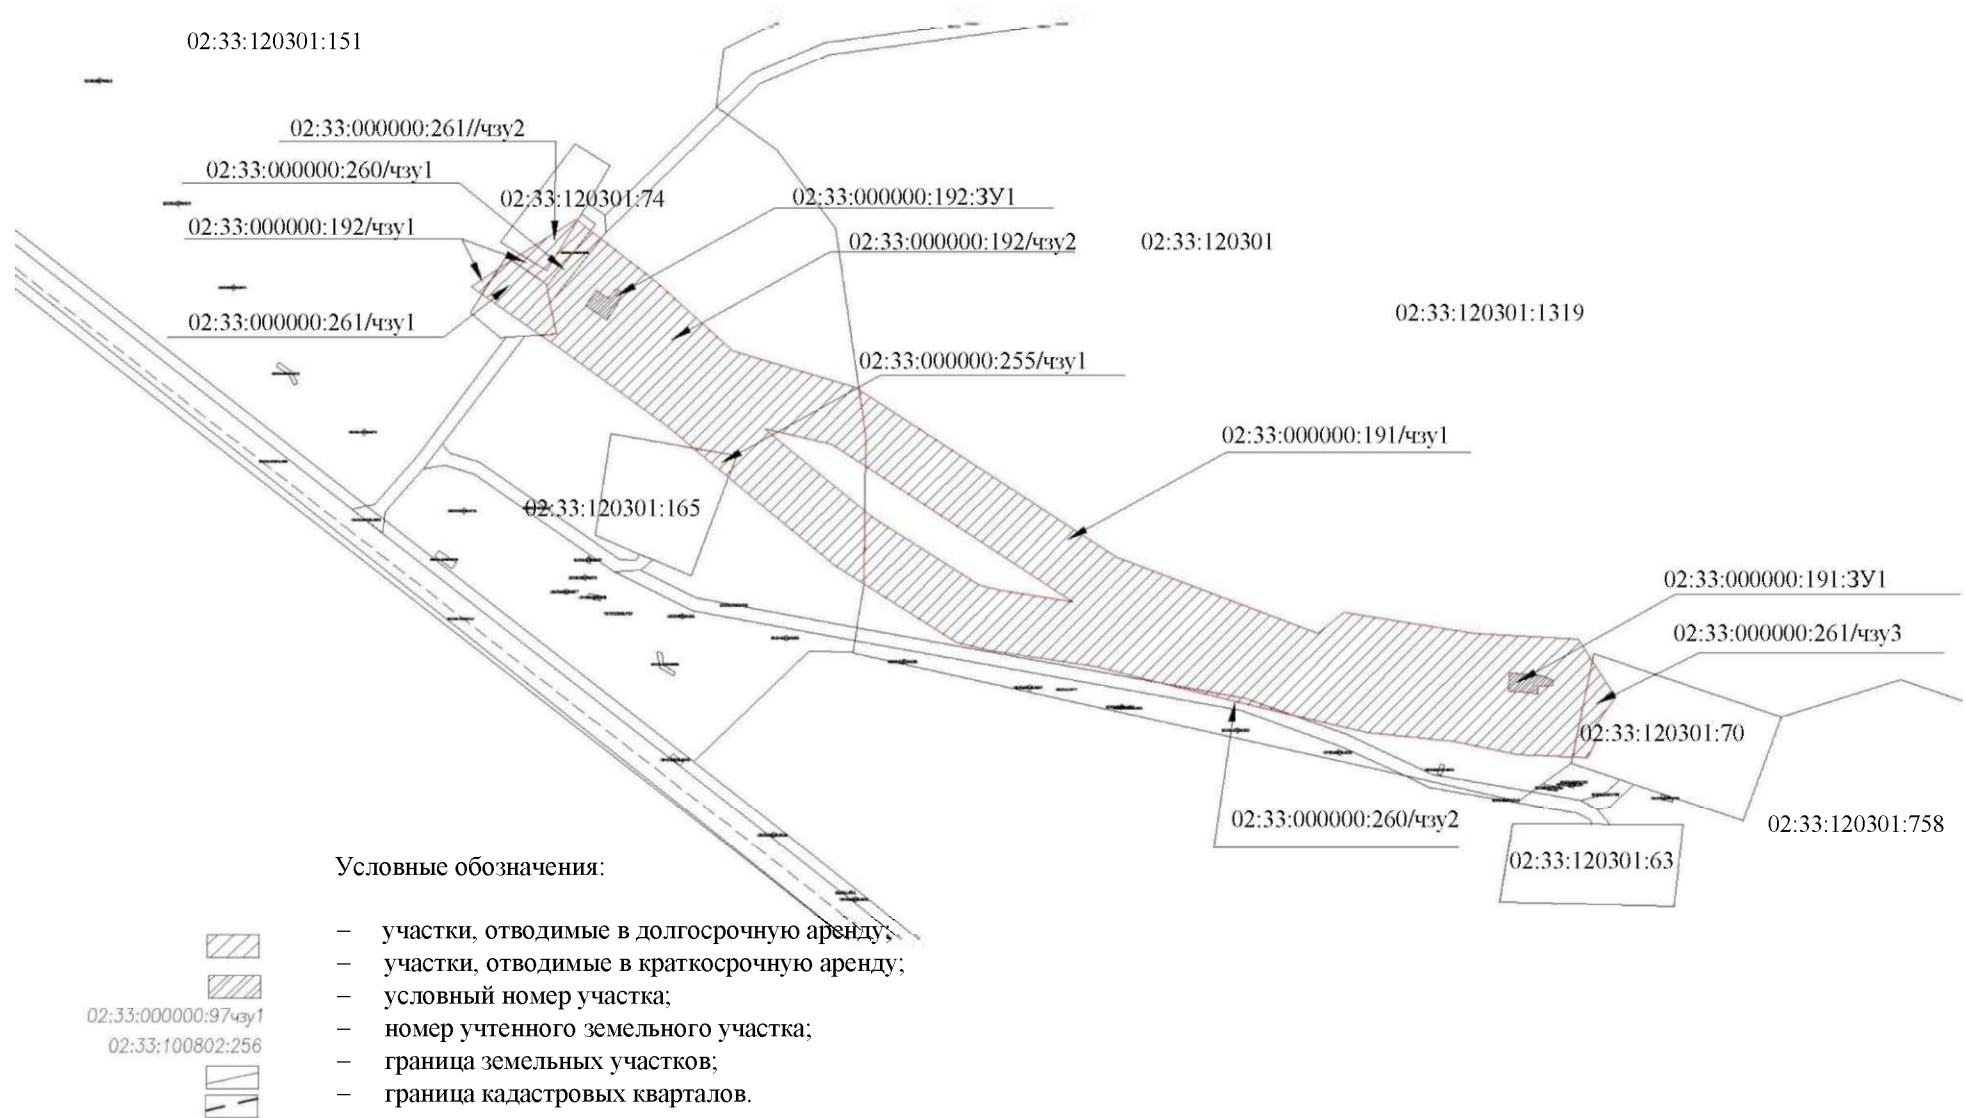 02:33:120301:151
02:33:000000:261//чзу2
02:33:000000:260/чзу1
02:33:120301:74
02:33:000000:192:ЗУ1
02:33:000000:192/чзу1
02:33:000000:192/чзу2
02:33:120301
02:33:000000:261/чзу1
02:33:120301:1319
02:33:000000:255/чзу1
02:33:000000:191/чзу1
02:33:120301:165
02:33:000000:191:ЗУ1
02:33:000000:261/чзу3
02:33:120301:70
02:33:000000:260/чзу2
02:33:120301:758
02:33:120301:63
Условные обозначения:
– участки, отводимые в долгосрочную аренду;
– участки, отводимые в краткосрочную аренду;
02:33:000000:97чзу1 – условный номер участка;
02:33:100802:256 – номер учтенного земельного участка;
– граница земельных участков;
– граница кадастровых кварталов.